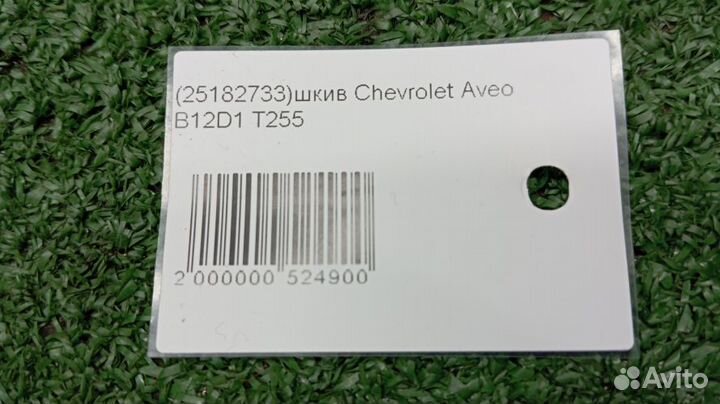 (25182733)шкив Chevrolet Aveo
B12D1 T255
2 000000 524900
Avito